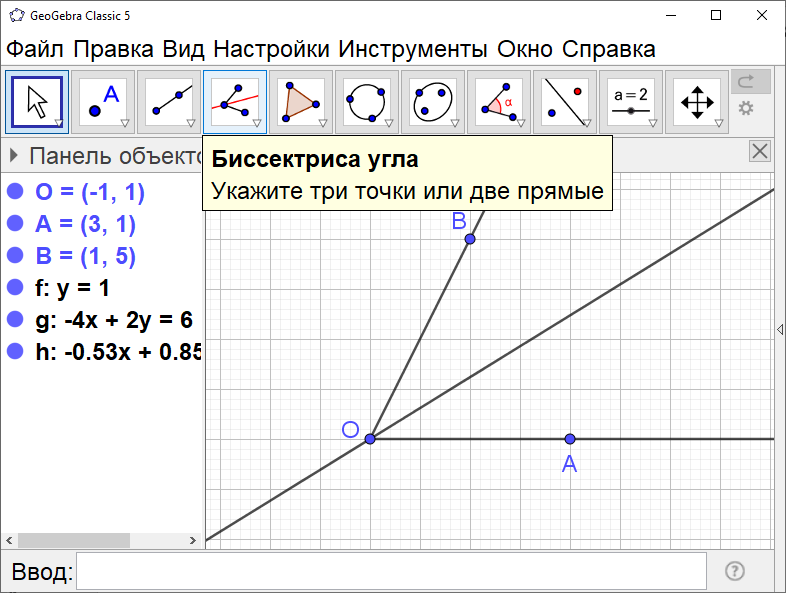 GeoGebra Classic 5
Файл Правка Вид Настройки Инструменты Окно Справка
A
α
a=2
Панель объекто
Биссектриса угла
Укажите три точки или две прямые
O = (-1, 1)
A = (3, 1)
B = (1, 5)
f: y = 1
g: -4x + 2y = 6
h: -0.53x + 0.85
B
O
A
Ввод:
?